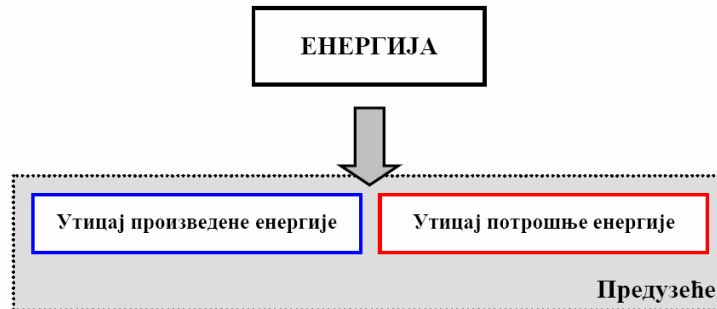 ЕНЕРГИЈА
Утицај произведене енергије
Утицај потрошње енергије
Предузеће